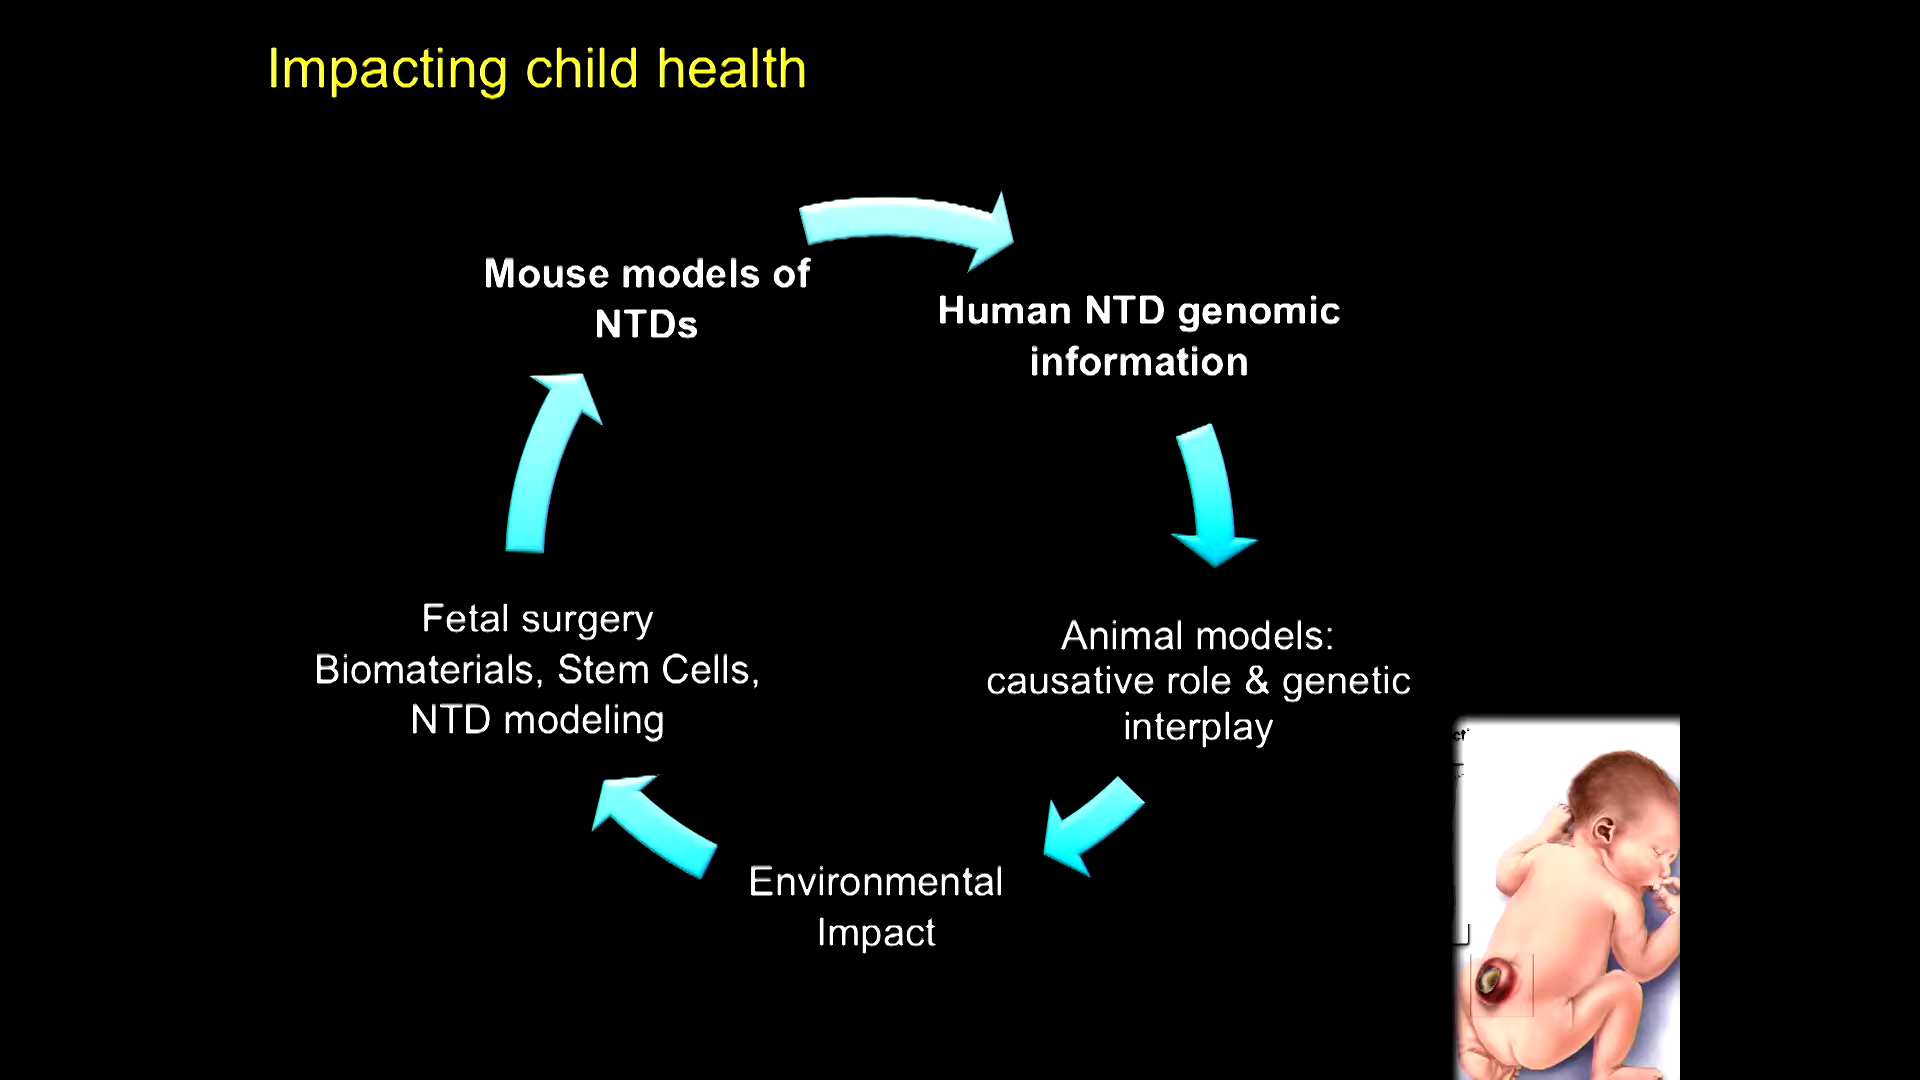 Impacting child health
Mouse models of
NTDs
Human NTD genomic
information
Animal models:
causative role & genetic
interplay
Environmental
Impact
Fetal surgery
Biomaterials, Stem Cells,
NTD modeling